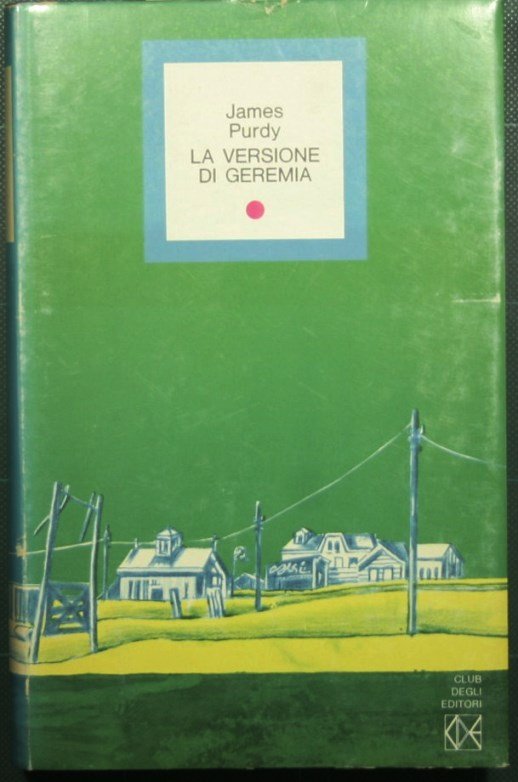 James
Purdy
LA VERSIONE
DI GEREMIA
CLUB
DEGLI
EDITORI